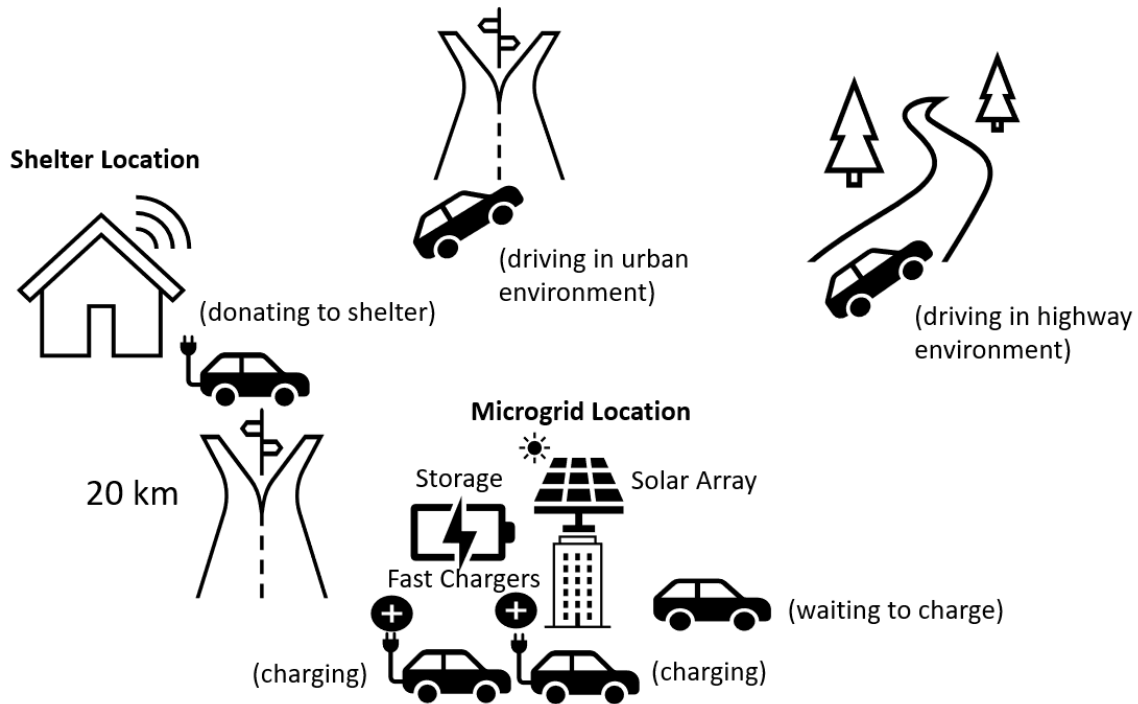 Shelter Location
(donating to shelter)
(driving in urban
environment)
(driving in highway
environment)
20 km
Microgrid Location
Storage
Solar Array
Fast Chargers
(waiting to charge)
(charging)
(charging)